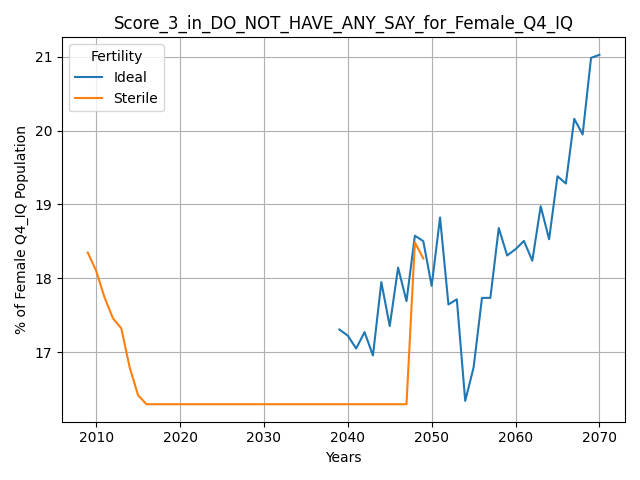 Score_3_in_DO_NOT_HAVE_ANY_SAY_for_Female_Q4_IQ
Fertility
Ideal
Sterile
% of Female Q4_IQ Population
21
20
19
18
17
2010 2020 2030 2040 2050 2060 2070
Years